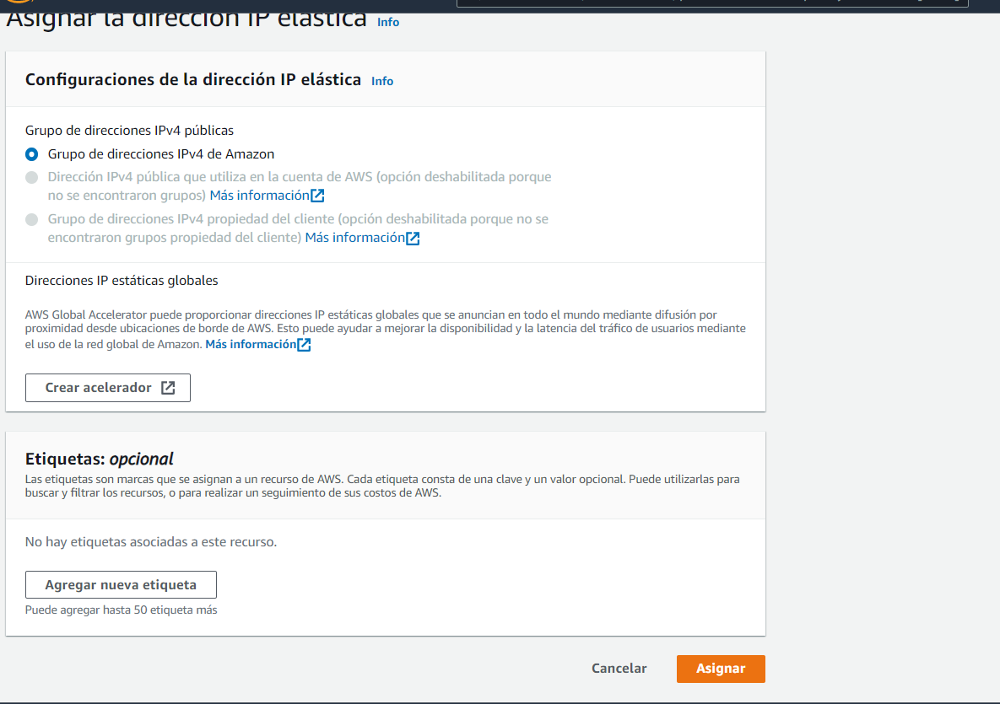 Asignar la dirección IP elástica Info
Configuraciones de la dirección IP elástica Info
Grupo de direcciones IPv4 públicas
Grupo de direcciones IPv4 de Amazon
Dirección IPv4 pública que utiliza en la cuenta de AWS (opción deshabilitada porque
no se encontraron grupos) Más información
Grupo de direcciones IPv4 propiedad del cliente (opción deshabilitada porque no se
encontraron grupos propiedad del cliente) Más información
Direcciones IP estáticas globales
AWS Global Accelerator puede proporcionar direcciones IP estáticas globales que se anuncian en todo el mundo mediante difusión por
proximidad desde ubicaciones de borde de AWS. Esto puede ayudar a mejorar la disponibilidad y la latencia del tráfico de usuarios mediante
el uso de la red global de Amazon. Más información
Crear acelerador
Etiquetas: opcional
Las etiquetas son marcas que se asignan a un recurso de AWS. Cada etiqueta consta de una clave y un valor opcional. Puede utilizarlas para
buscar y filtrar los recursos, o para realizar un seguimiento de sus costos de AWS.
No hay etiquetas asociadas a este recurso.
Agregar nueva etiqueta
Puede agregar hasta 50 etiqueta más
Cancelar
Asignar